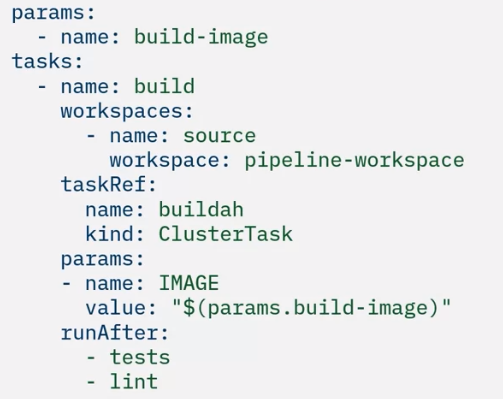 params:
  - name: build-image
tasks:
  - name: build
    workspaces:
      - name: source
        workspace: pipeline-workspace
    taskRef:
      name: buildah
      kind: ClusterTask
    params:
    - name: IMAGE
      value: "$(params.build-image)"
    runAfter:
      - tests
      - lint